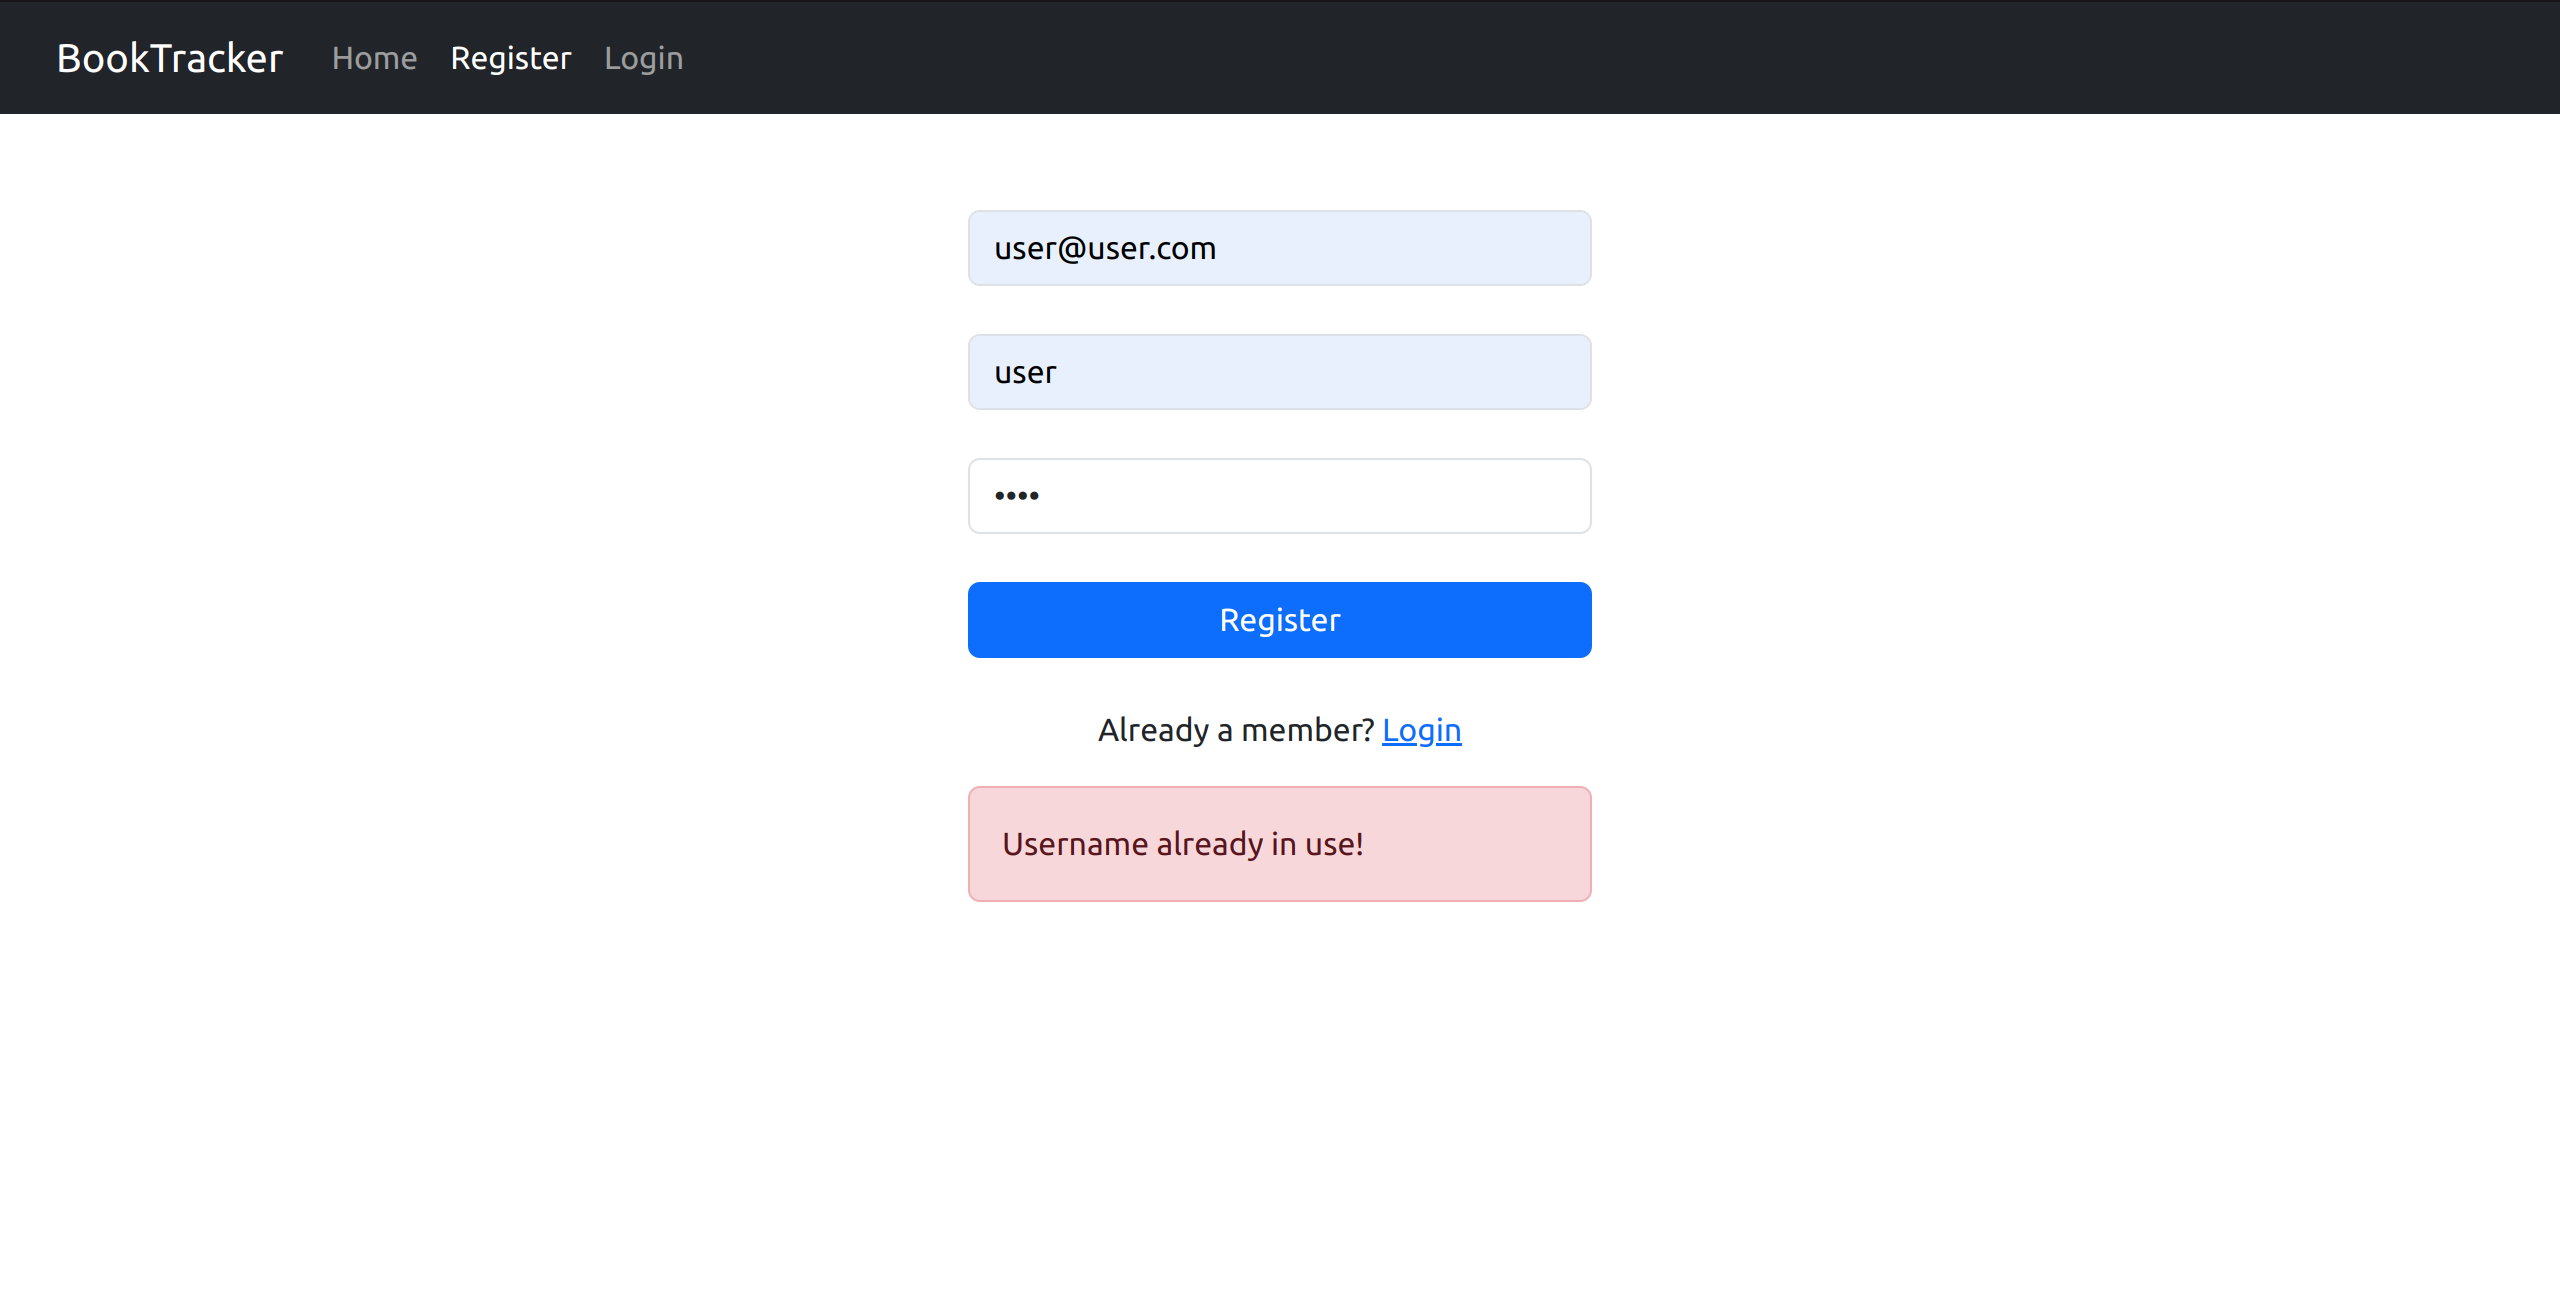 BookTracker Home Register Login
user@user.com
user
••••
Register
Already a member? Login
Username already in use!